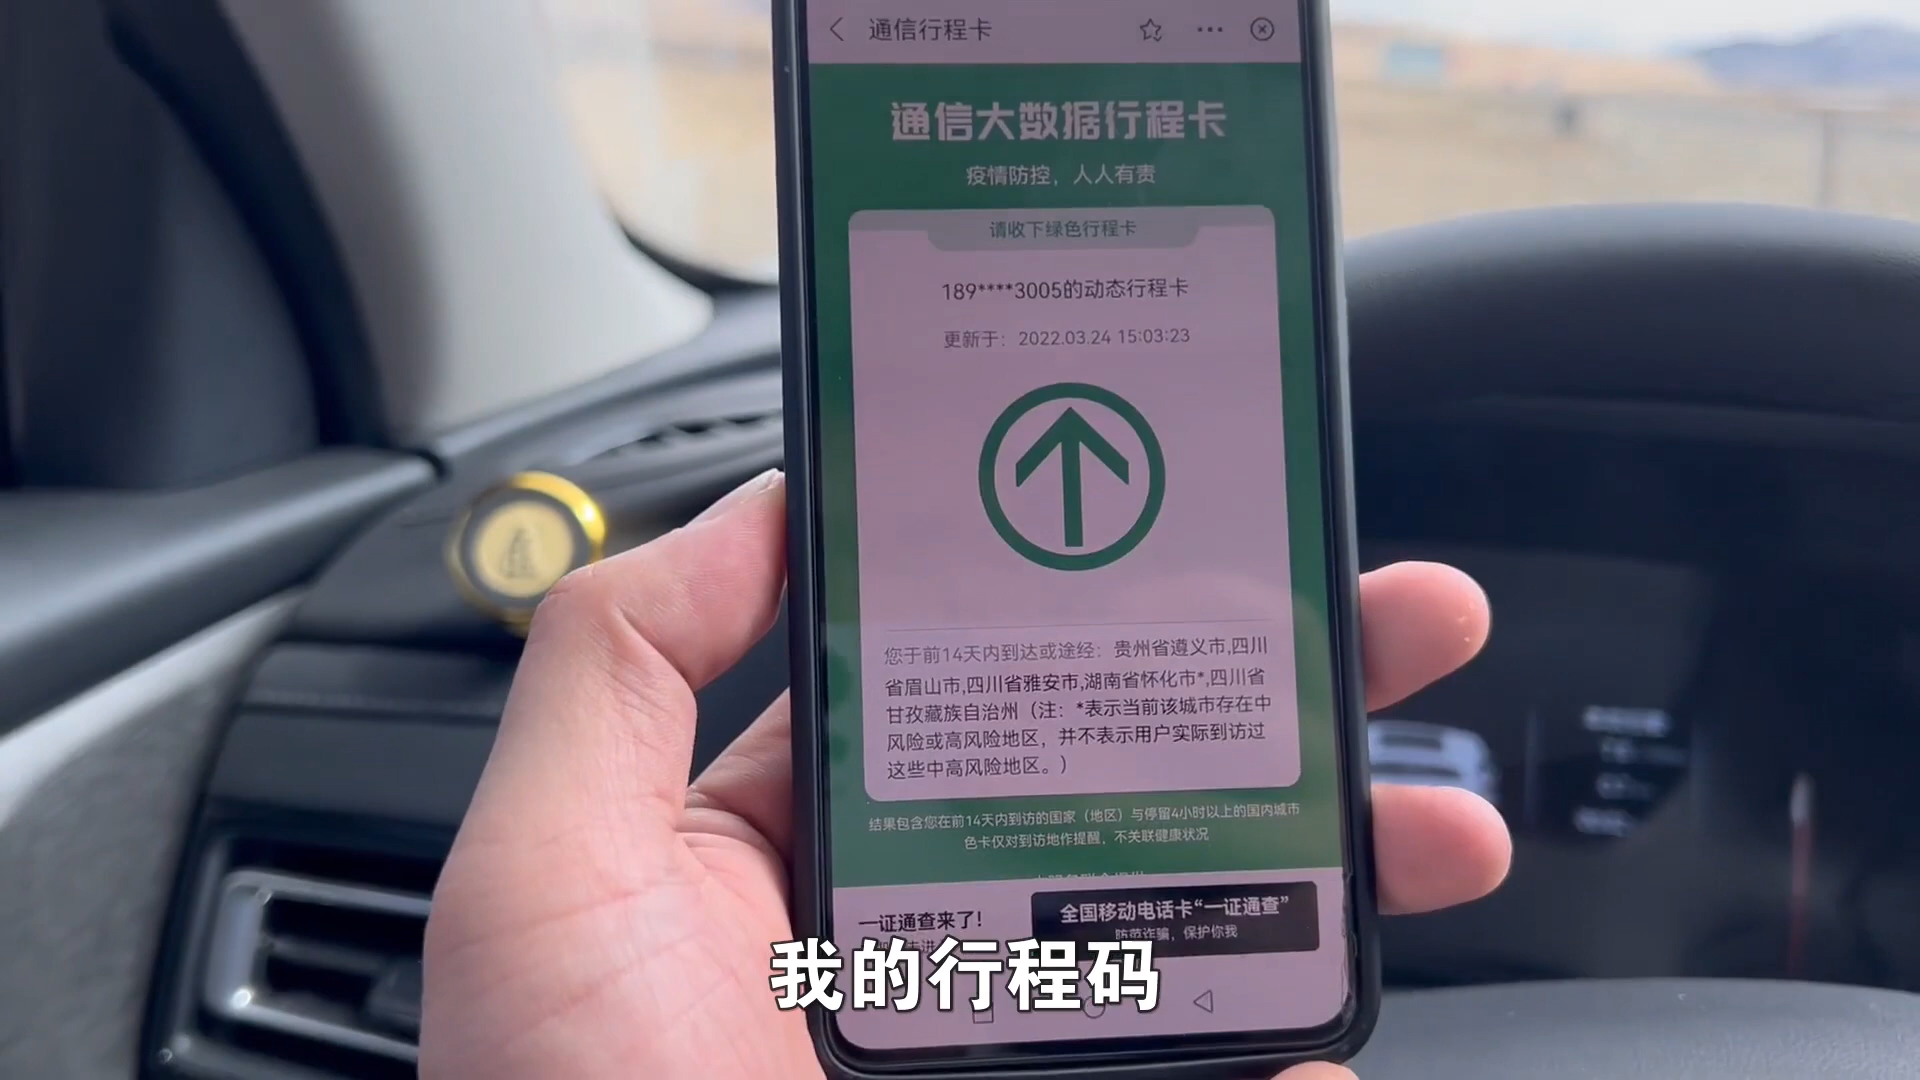 通信行程卡
通信大数据行程卡
疫情防控，人人有责
请收下绿色行程卡
189****3005的动态行程卡
更新于：2022.03.24 15:03:23
您于前14天内到达或途经：贵州省遵义市,四川
省眉山市,四川省雅安市,湖南省怀化市*,四川省
甘孜藏族自治州（注：*表示当前该城市存在中
风险或高风险地区，并不表示用户实际到访过
这些中高风险地区。）
结果包含您在前14天内到访的国家（地区）与停留4小时以上的国内城市
色卡仅对到访地作提醒，不关联健康状况
一证通查来了!
全国移动电话卡“一证通查”
防范诈骗，保护你我
我的行程码